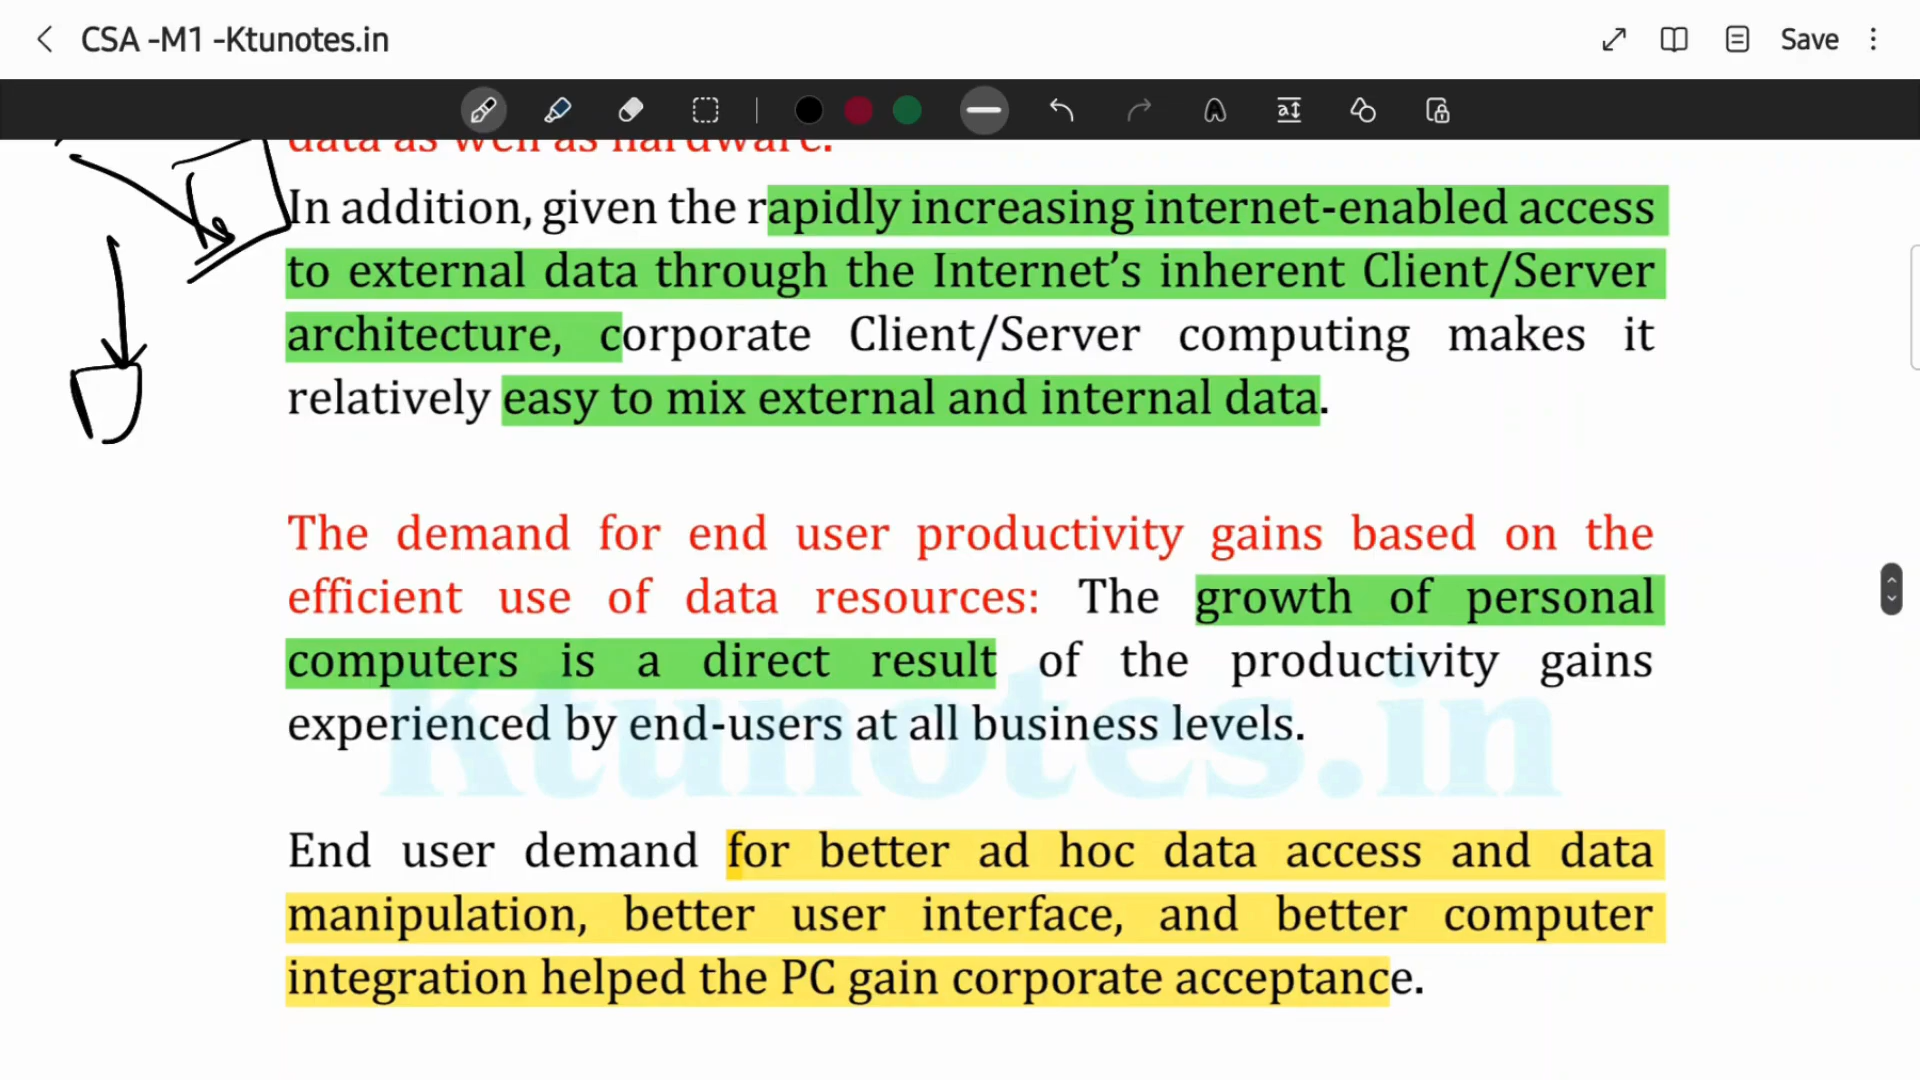 CSA -M1 -Ktunotes.in
Save
data as well as hardware.
In addition, given the rapidly increasing internet-enabled access
to external data through the Internet's inherent Client/Server
architecture, corporate Client/Server computing makes it
relatively easy to mix external and internal data.
The demand for end user productivity gains based on the
efficient use of data resources: The growth of personal
computers is a direct result of the productivity gains
experienced by end-users at all business levels.
Ktunotes.in
End user demand for better ad hoc data access and data
manipulation, better user interface, and better computer
integration helped the PC gain corporate acceptance.